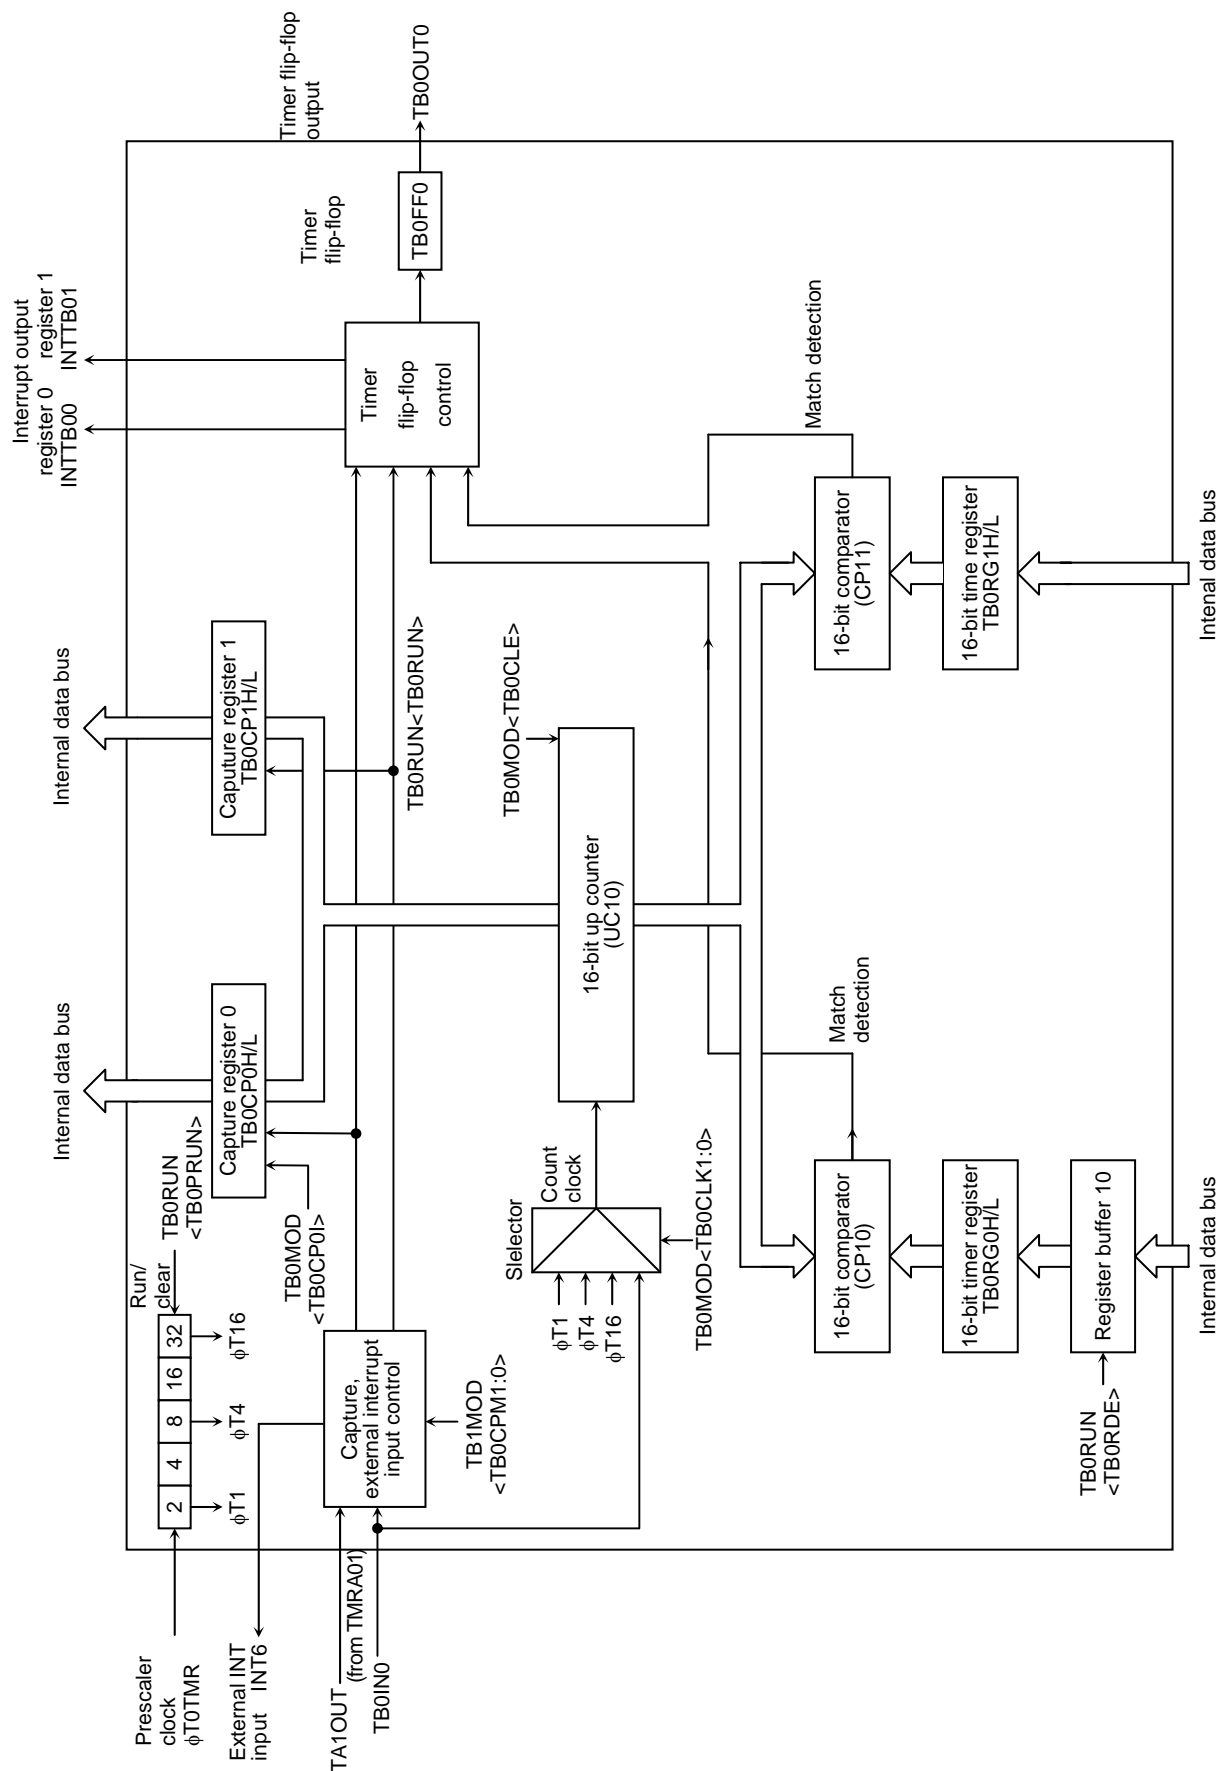 Prescaler
clock
ϕT0TMR
2
4
8
16
32
Run/
clear
TB0RUN
<TB0PRUN>
ϕT1
ϕT4
ϕT16
External INT
input INT6
TA1OUT
(from TMRA01)
TB0IN0
Capture,
external interrupt
input control
TB1MOD
<TB0CPM1:0>
TB0MOD
<TB0CP0I>
Internal data bus
Capture register 0
TB0CP0H/L
Internal data bus
Caputure register 1
TB0CP1H/L
TB0RUN<TB0RUN>
Interrupt output
register 0
INTTB00
register 1
INTTB01
Timer
flip-flop
control
Timer
flip-flop
TB0FF0
Timer flip-flop
output
TB0OUT0
Slelector
ϕT1
ϕT4
ϕT16
Count
clock
TB0MOD<TB0CLK1:0>
16-bit up counter
(UC10)
TB0MOD<TB0CLE>
Match
detection
Match detection
16-bit comparator
(CP10)
16-bit timer register
TB0RG0H/L
Register buffer 10
TB0RUN
<TB0RDE>
Internal data bus
16-bit comparator
(CP11)
16-bit time register
TB0RG1H/L
Intenal data bus